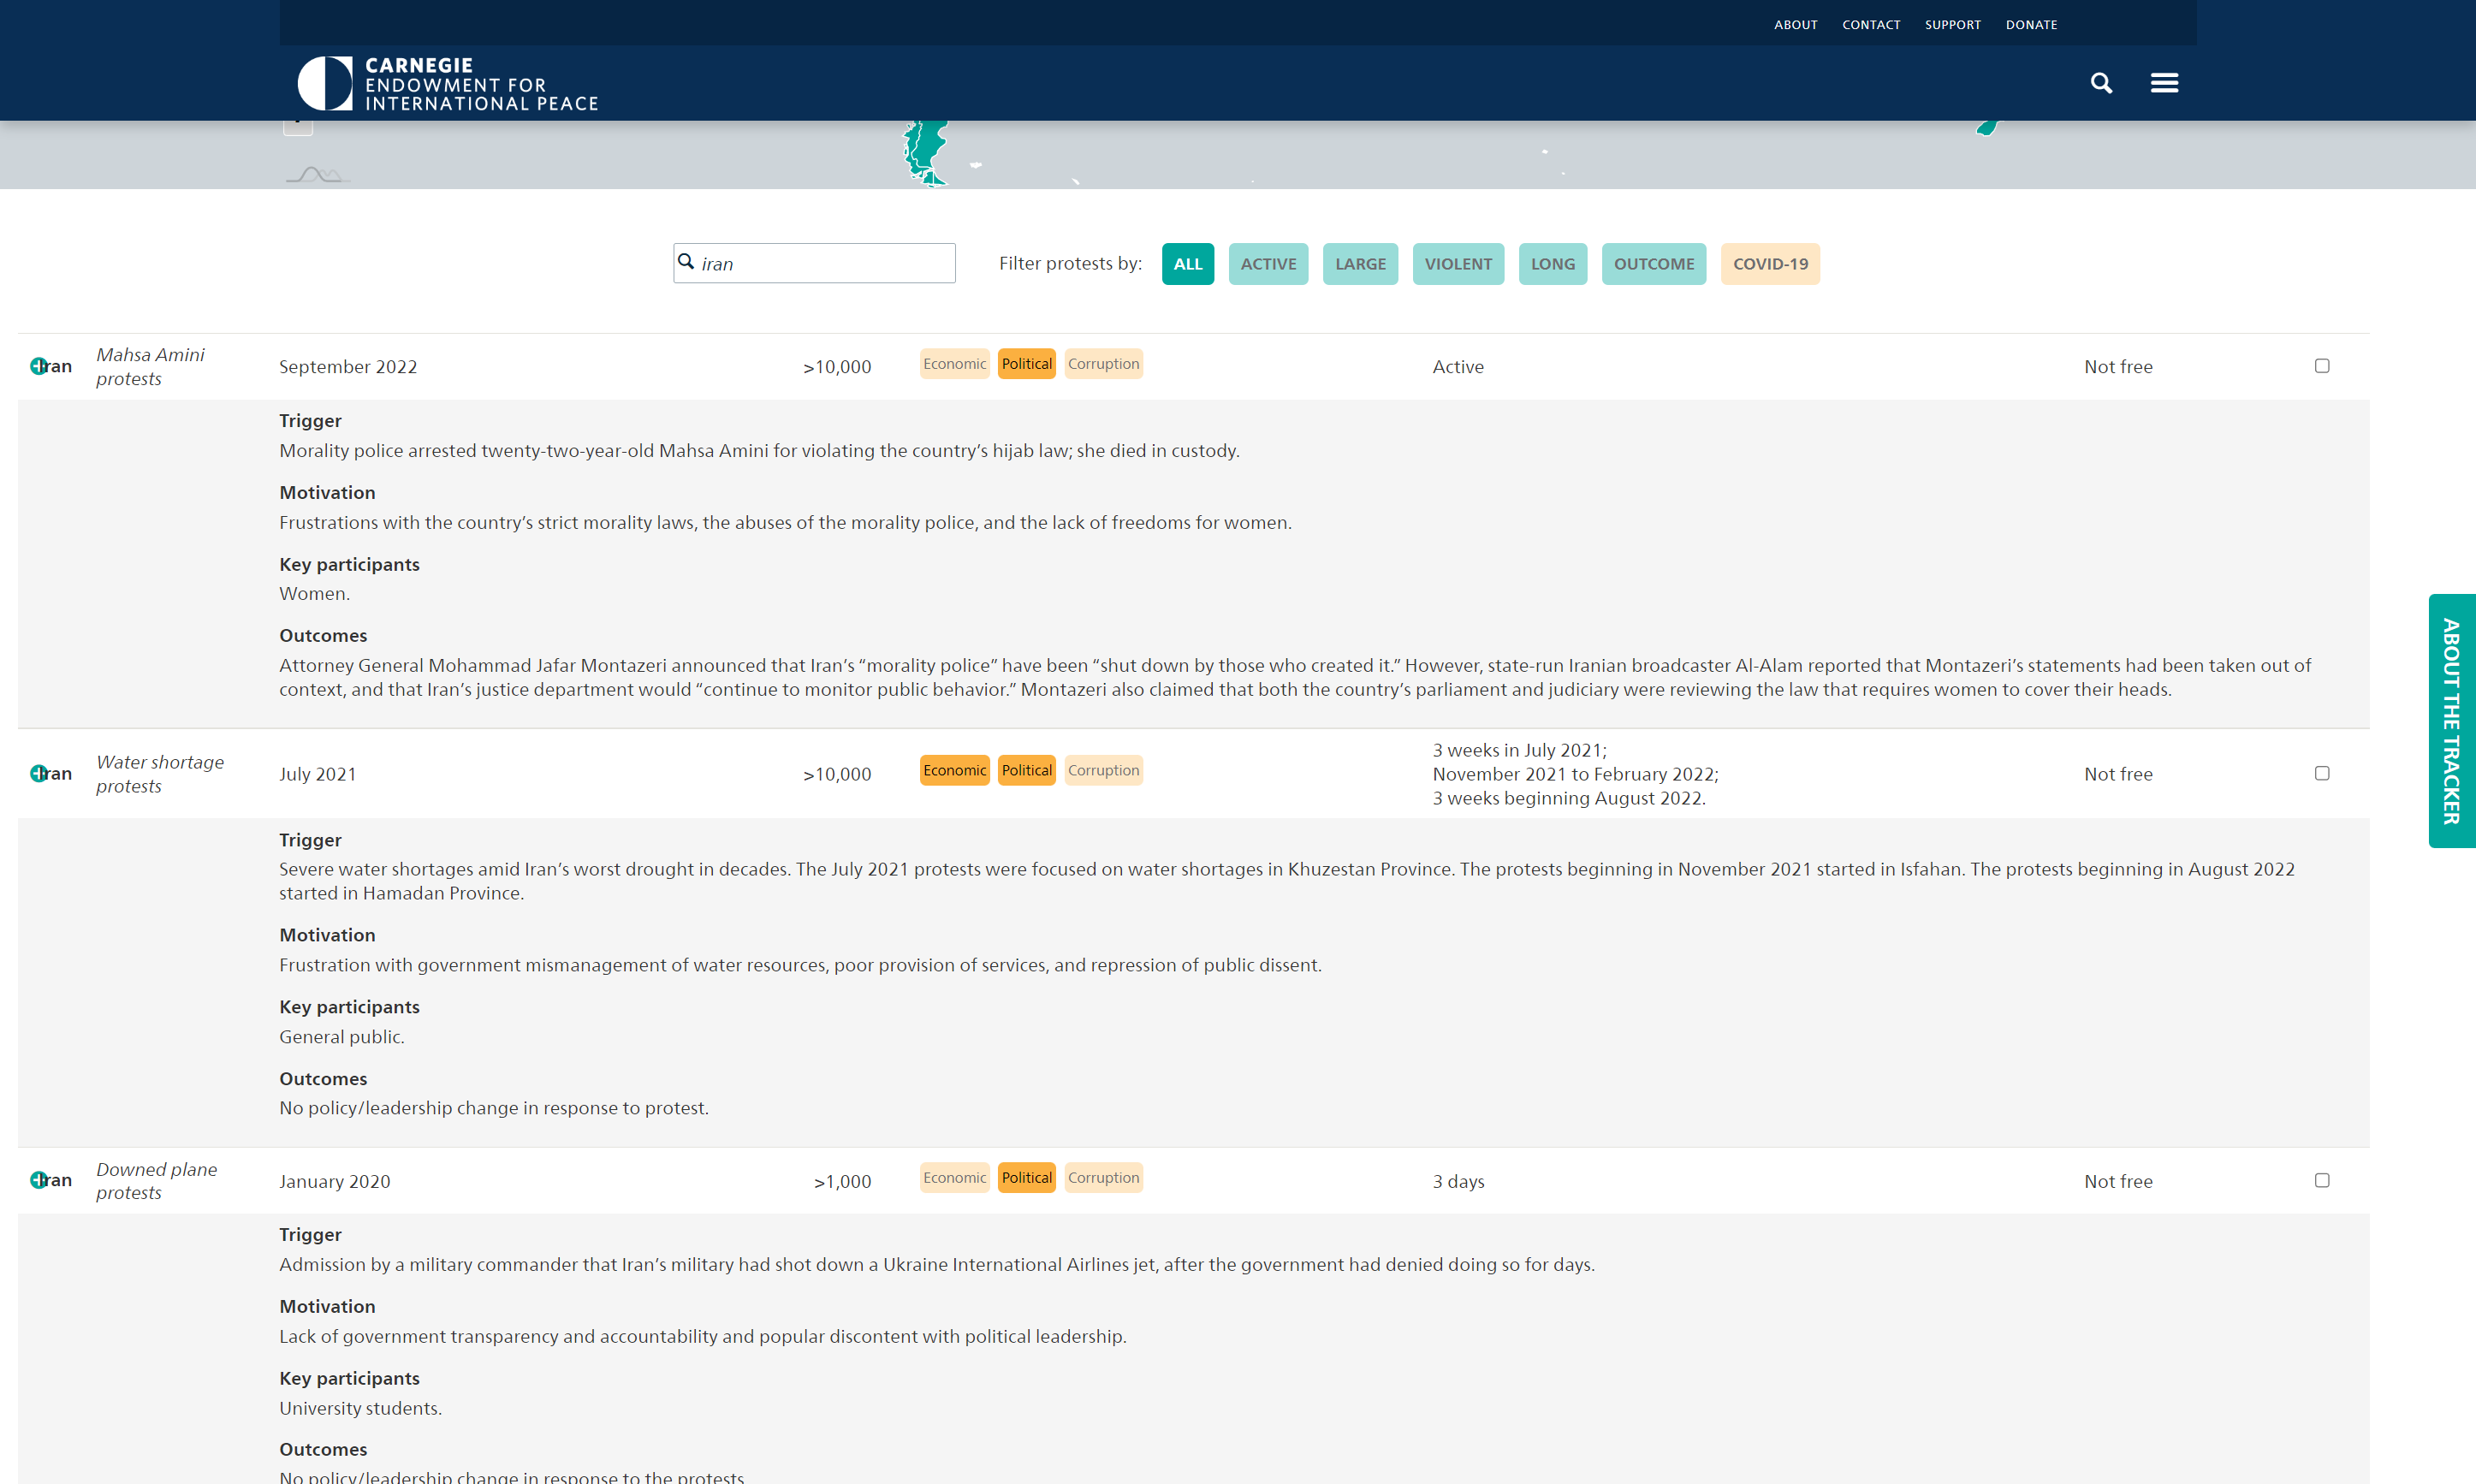 ABOUT CONTACT SUPPORT DONATE
CARNEGIE
ENDOWMENT FOR
INTERNATIONAL PEACE
iran
Filter protests by: ALL ACTIVE LARGE VIOLENT LONG OUTCOME COVID-19
Iran Mahsa Amini protests September 2022 >10,000 Economic Political Corruption Active Not free
Trigger
Morality police arrested twenty-two-year-old Mahsa Amini for violating the country’s hijab law; she died in custody.
Motivation
Frustrations with the country’s strict morality laws, the abuses of the morality police, and the lack of freedoms for women.
Key participants
Women.
Outcomes
Attorney General Mohammad Jafar Montazeri announced that Iran’s “morality police” have been “shut down by those who created it.” However, state-run Iranian broadcaster Al-Alam reported that Montazeri’s statements had been taken out of
context, and that Iran’s justice department would “continue to monitor public behavior.” Montazeri also claimed that both the country’s parliament and judiciary were reviewing the law that requires women to cover their heads.
Iran Water shortage protests July 2021 >10,000 Economic Political Corruption 3 weeks in July 2021;
November 2021 to February 2022;
3 weeks beginning August 2022. Not free
Trigger
Severe water shortages amid Iran’s worst drought in decades. The July 2021 protests were focused on water shortages in Khuzestan Province. The protests beginning in November 2021 started in Isfahan. The protests beginning in August 2022
started in Hamadan Province.
Motivation
Frustration with government mismanagement of water resources, poor provision of services, and repression of public dissent.
Key participants
General public.
Outcomes
No policy/leadership change in response to protest.
Iran Downed plane protests January 2020 >1,000 Economic Political Corruption 3 days Not free
Trigger
Admission by a military commander that Iran’s military had shot down a Ukraine International Airlines jet, after the government had denied doing so for days.
Motivation
Lack of government transparency and accountability and popular discontent with political leadership.
Key participants
University students.
Outcomes
No policy/leadership change in response to the protests
ABOUT THE TRACKER